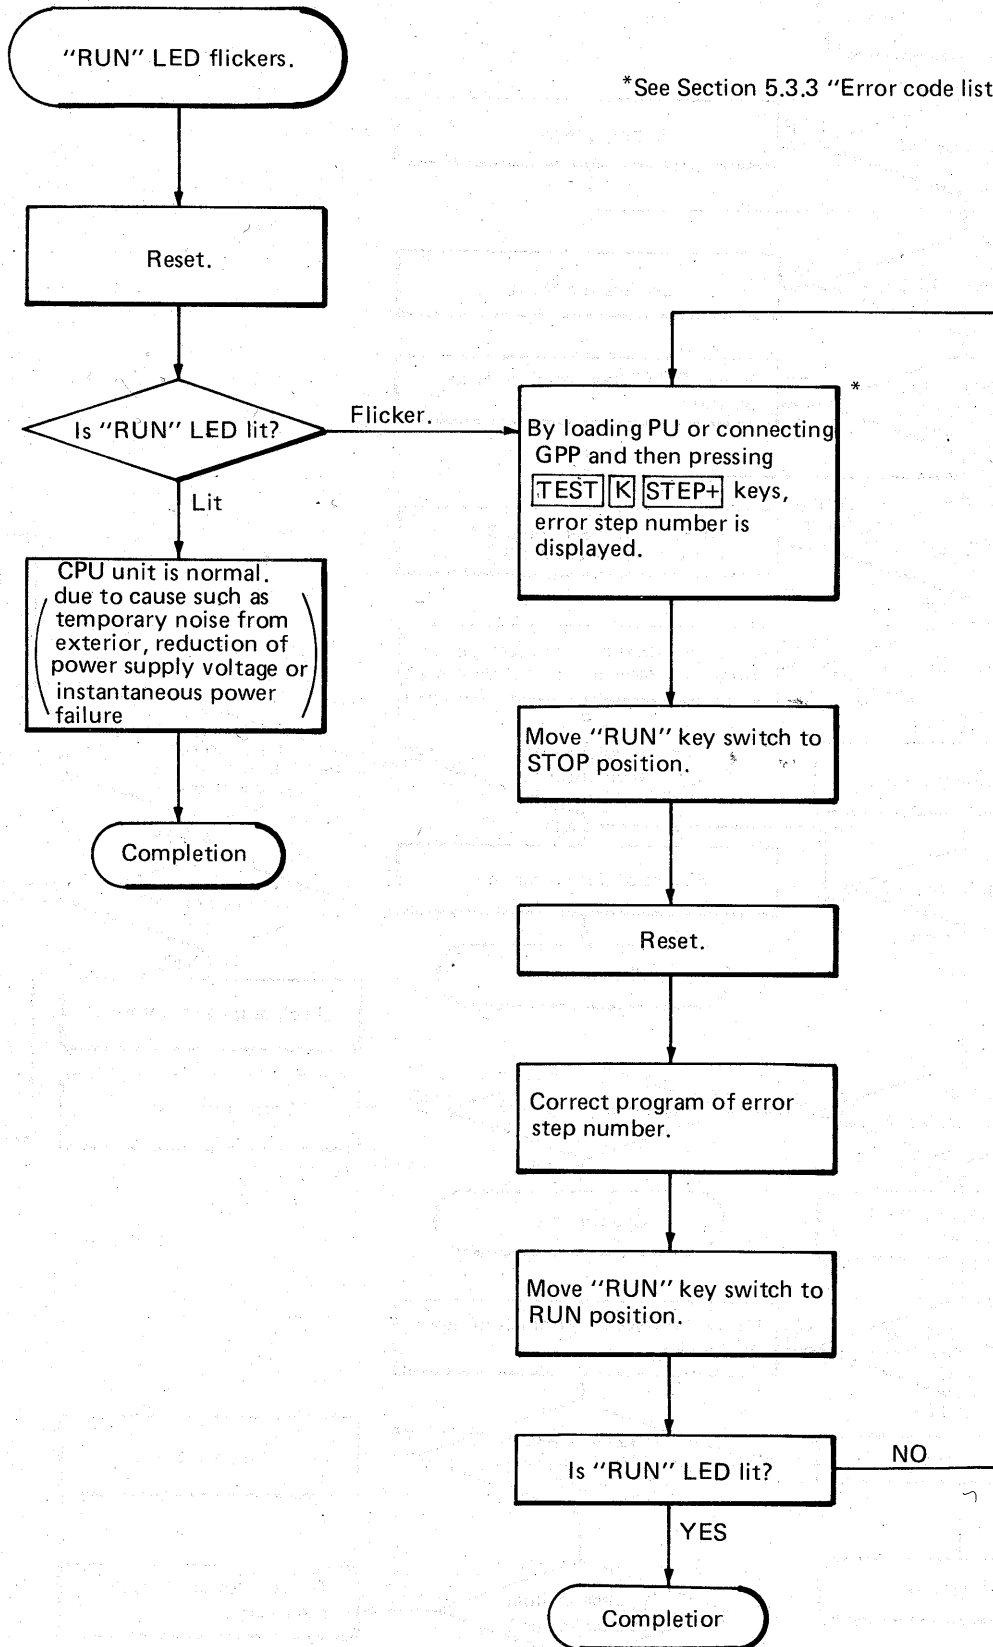 “RUN” LED flickers.
*See Section 5.3.3 “Error code list
Reset.
Is “RUN” LED lit?
Flicker.
Lit
CPU unit is normal.
due to cause such as
temporary noise from
exterior, reduction of
power supply voltage or
instantaneous power
failure
Completion
*
By loading PU or connecting
GPP and then pressing
TEST K STEP+ keys,
error step number is
displayed.
Move “RUN” key switch to
STOP position.
Reset.
Correct program of error
step number.
Move “RUN” key switch to
RUN position.
Is “RUN” LED lit?
NO
YES
Completior